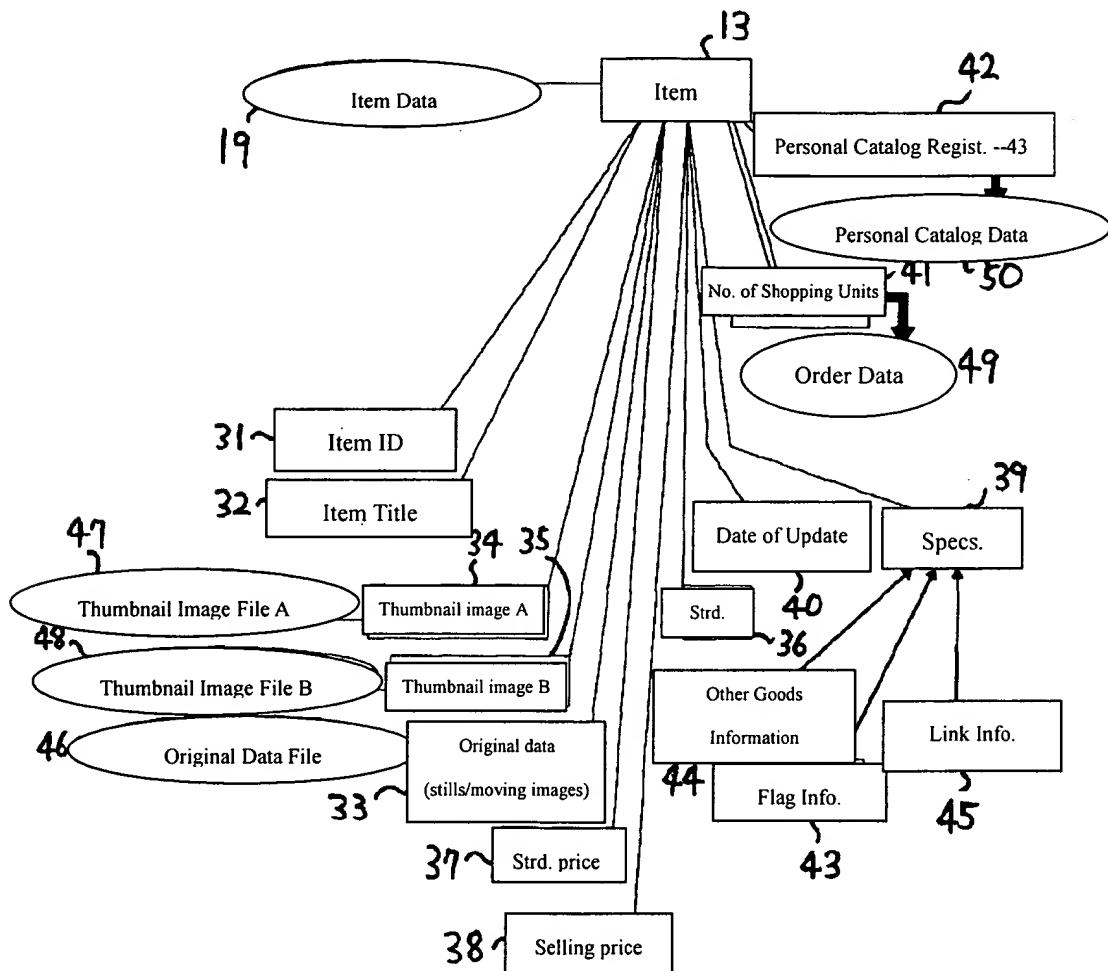 13
Item
Item Data
19
42
Personal Catalog Regist. --43
Personal Catalog Data
50
41
No. of Shopping Units
Order Data
49
31
Item ID
32
Item Title
39
Specs.
Date of Update
40
47
34
35
Thumbnail Image File A
Thumbnail image A
Strd.
36
48
Thumbnail Image File B
Thumbnail image B
Other Goods
Information
44
Link Info.
45
46
Original Data File
Original data
(stills/moving images)
33
Flag Info.
43
37
Strd. price
38
Selling price